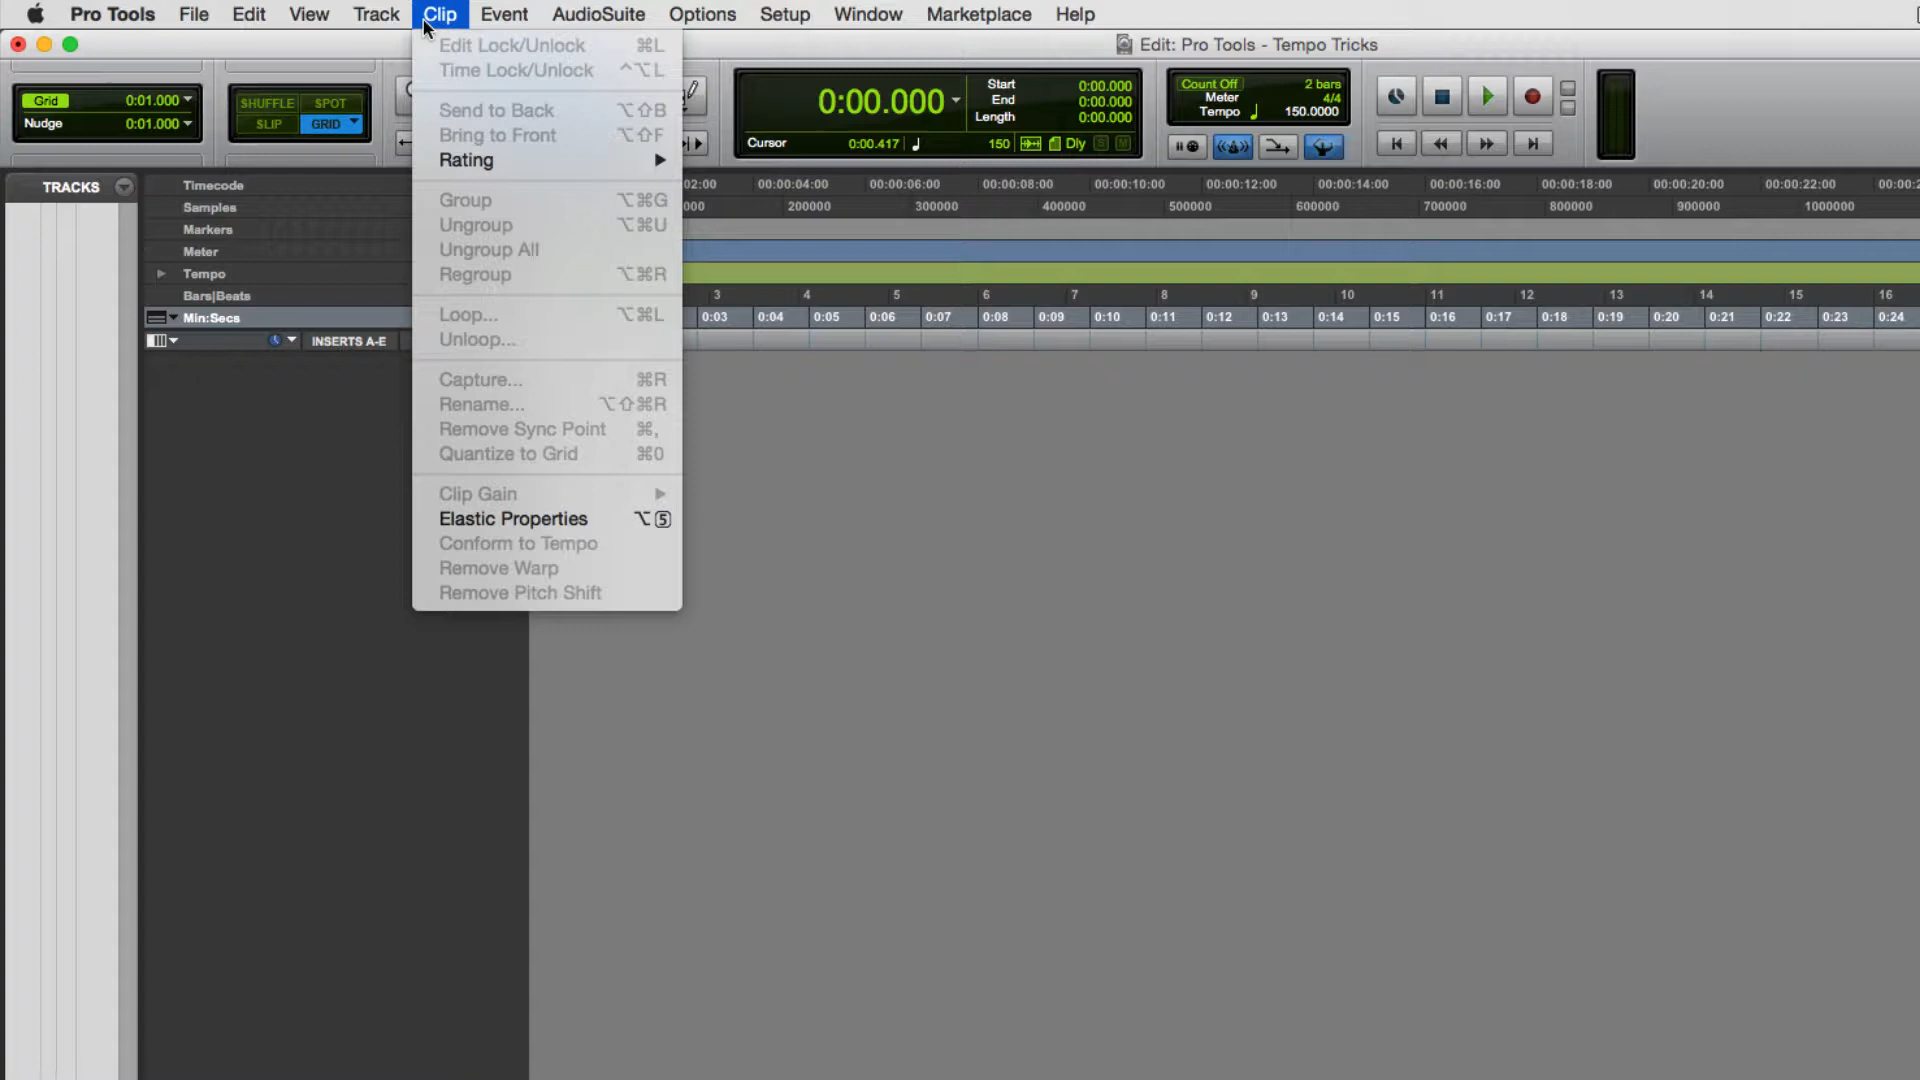 Pro Tools File Edit View Track Clip Event AudioSuite Options Setup Window Marketplace Help
Edit: Pro Tools - Tempo Tricks
Grid 0:01.000
Nudge 0:01.000
SHUFFLE SPOT
SLIP GRID
0:00.000
Start 0:00.000
End 0:00.000
Length 0:00.000
Cursor 0:00.417 150 Dly S M
Count Off 2 bars
Meter 4/4
Tempo 150.0000
Edit Lock/Unlock ⌘L
Time Lock/Unlock ^⌥L
Send to Back ⌥⇧B
Bring to Front ⌥⇧F
Rating
Group ⌥⌘G
Ungroup ⌥⌘U
Ungroup All
Regroup ⌥⌘R
Loop... ⌥⌘L
Unloop...
Capture... ⌘R
Rename... ⌥⇧⌘R
Remove Sync Point ⌘,
Quantize to Grid ⌘0
Clip Gain
Elastic Properties ⌥5
Conform to Tempo
Remove Warp
Remove Pitch Shift
TRACKS
Timecode
02:00 00:00:04:00 00:00:06:00 00:00:08:00 00:00:10:00 00:00:12:00 00:00:14:00 00:00:16:00 00:00:18:00 00:00:20:00 00:00:22:00 00:00:2
Samples
000 200000 300000 400000 500000 600000 700000 800000 900000 1000000
Markers
Meter
Tempo
Bars|Beats
3 4 5 6 7 8 9 10 11 12 13 14 15 16
Min:Secs
0:03 0:04 0:05 0:06 0:07 0:08 0:09 0:10 0:11 0:12 0:13 0:14 0:15 0:16 0:17 0:18 0:19 0:20 0:21 0:22 0:23 0:24
INSERTS A-E